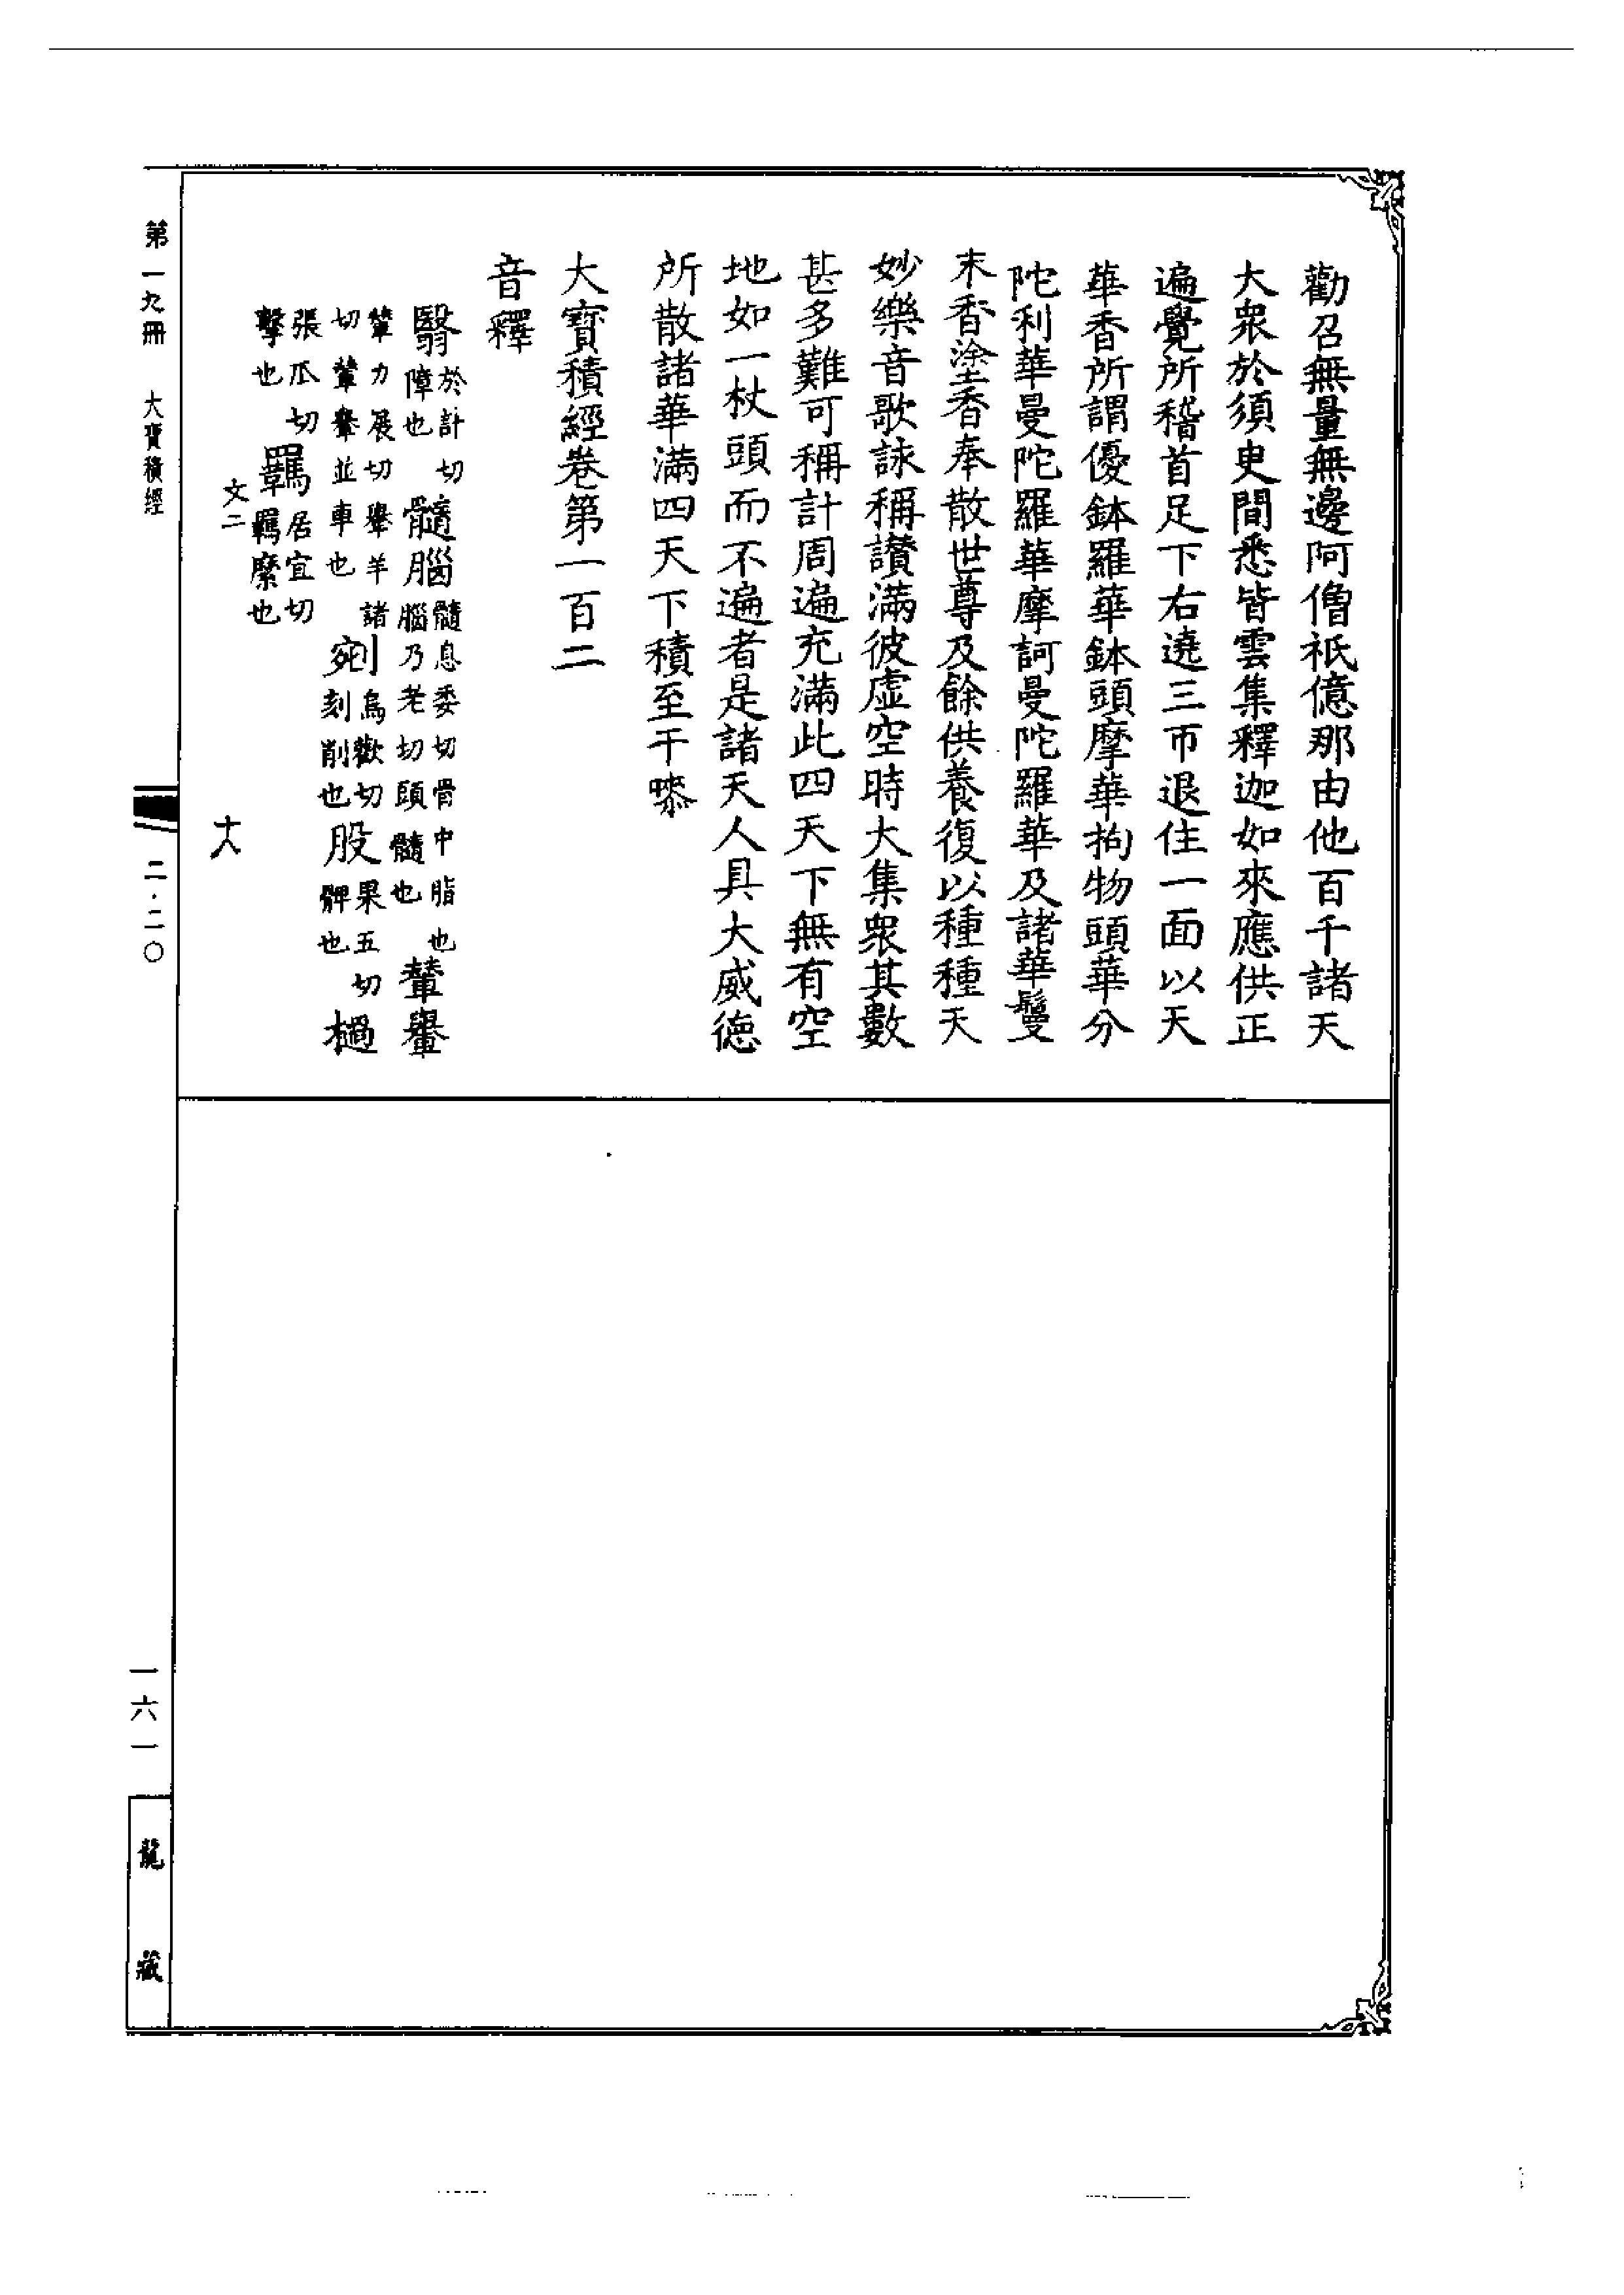 勸召無量無邊阿僧祇億那由他百千諸天
大眾於須臾間悉皆雲集釋迦如來應供正
遍覺所稽首足下右遶三帀退住一面以天
華香所謂優鉢羅華鉢頭摩華拘物頭華分
陀利華曼陀羅華摩訶曼陀羅華及諸華鬘
末香塗香奉散世尊及餘供養復以種種天
妙樂音歌詠稱讚滿彼虛空時大集眾其數
甚多難可稱計周遍充滿此四天下無有空
地如一杖頭而不遍者是諸天人具大威德
所散諸華滿四天下積至于膝
大寶積經卷第一百二
音釋
翳於計切障也髓腦髓息委切骨中脂也腦乃老切頭髓也輦轝
輦力展切轝羊諸切輦轝並車也剜烏歡切刻削也股果五切髀也檛
張瓜切擊也羈居宜切羈縻也
文二
十八
第一九冊 大寶積經
二·二〇
一六一
龍藏